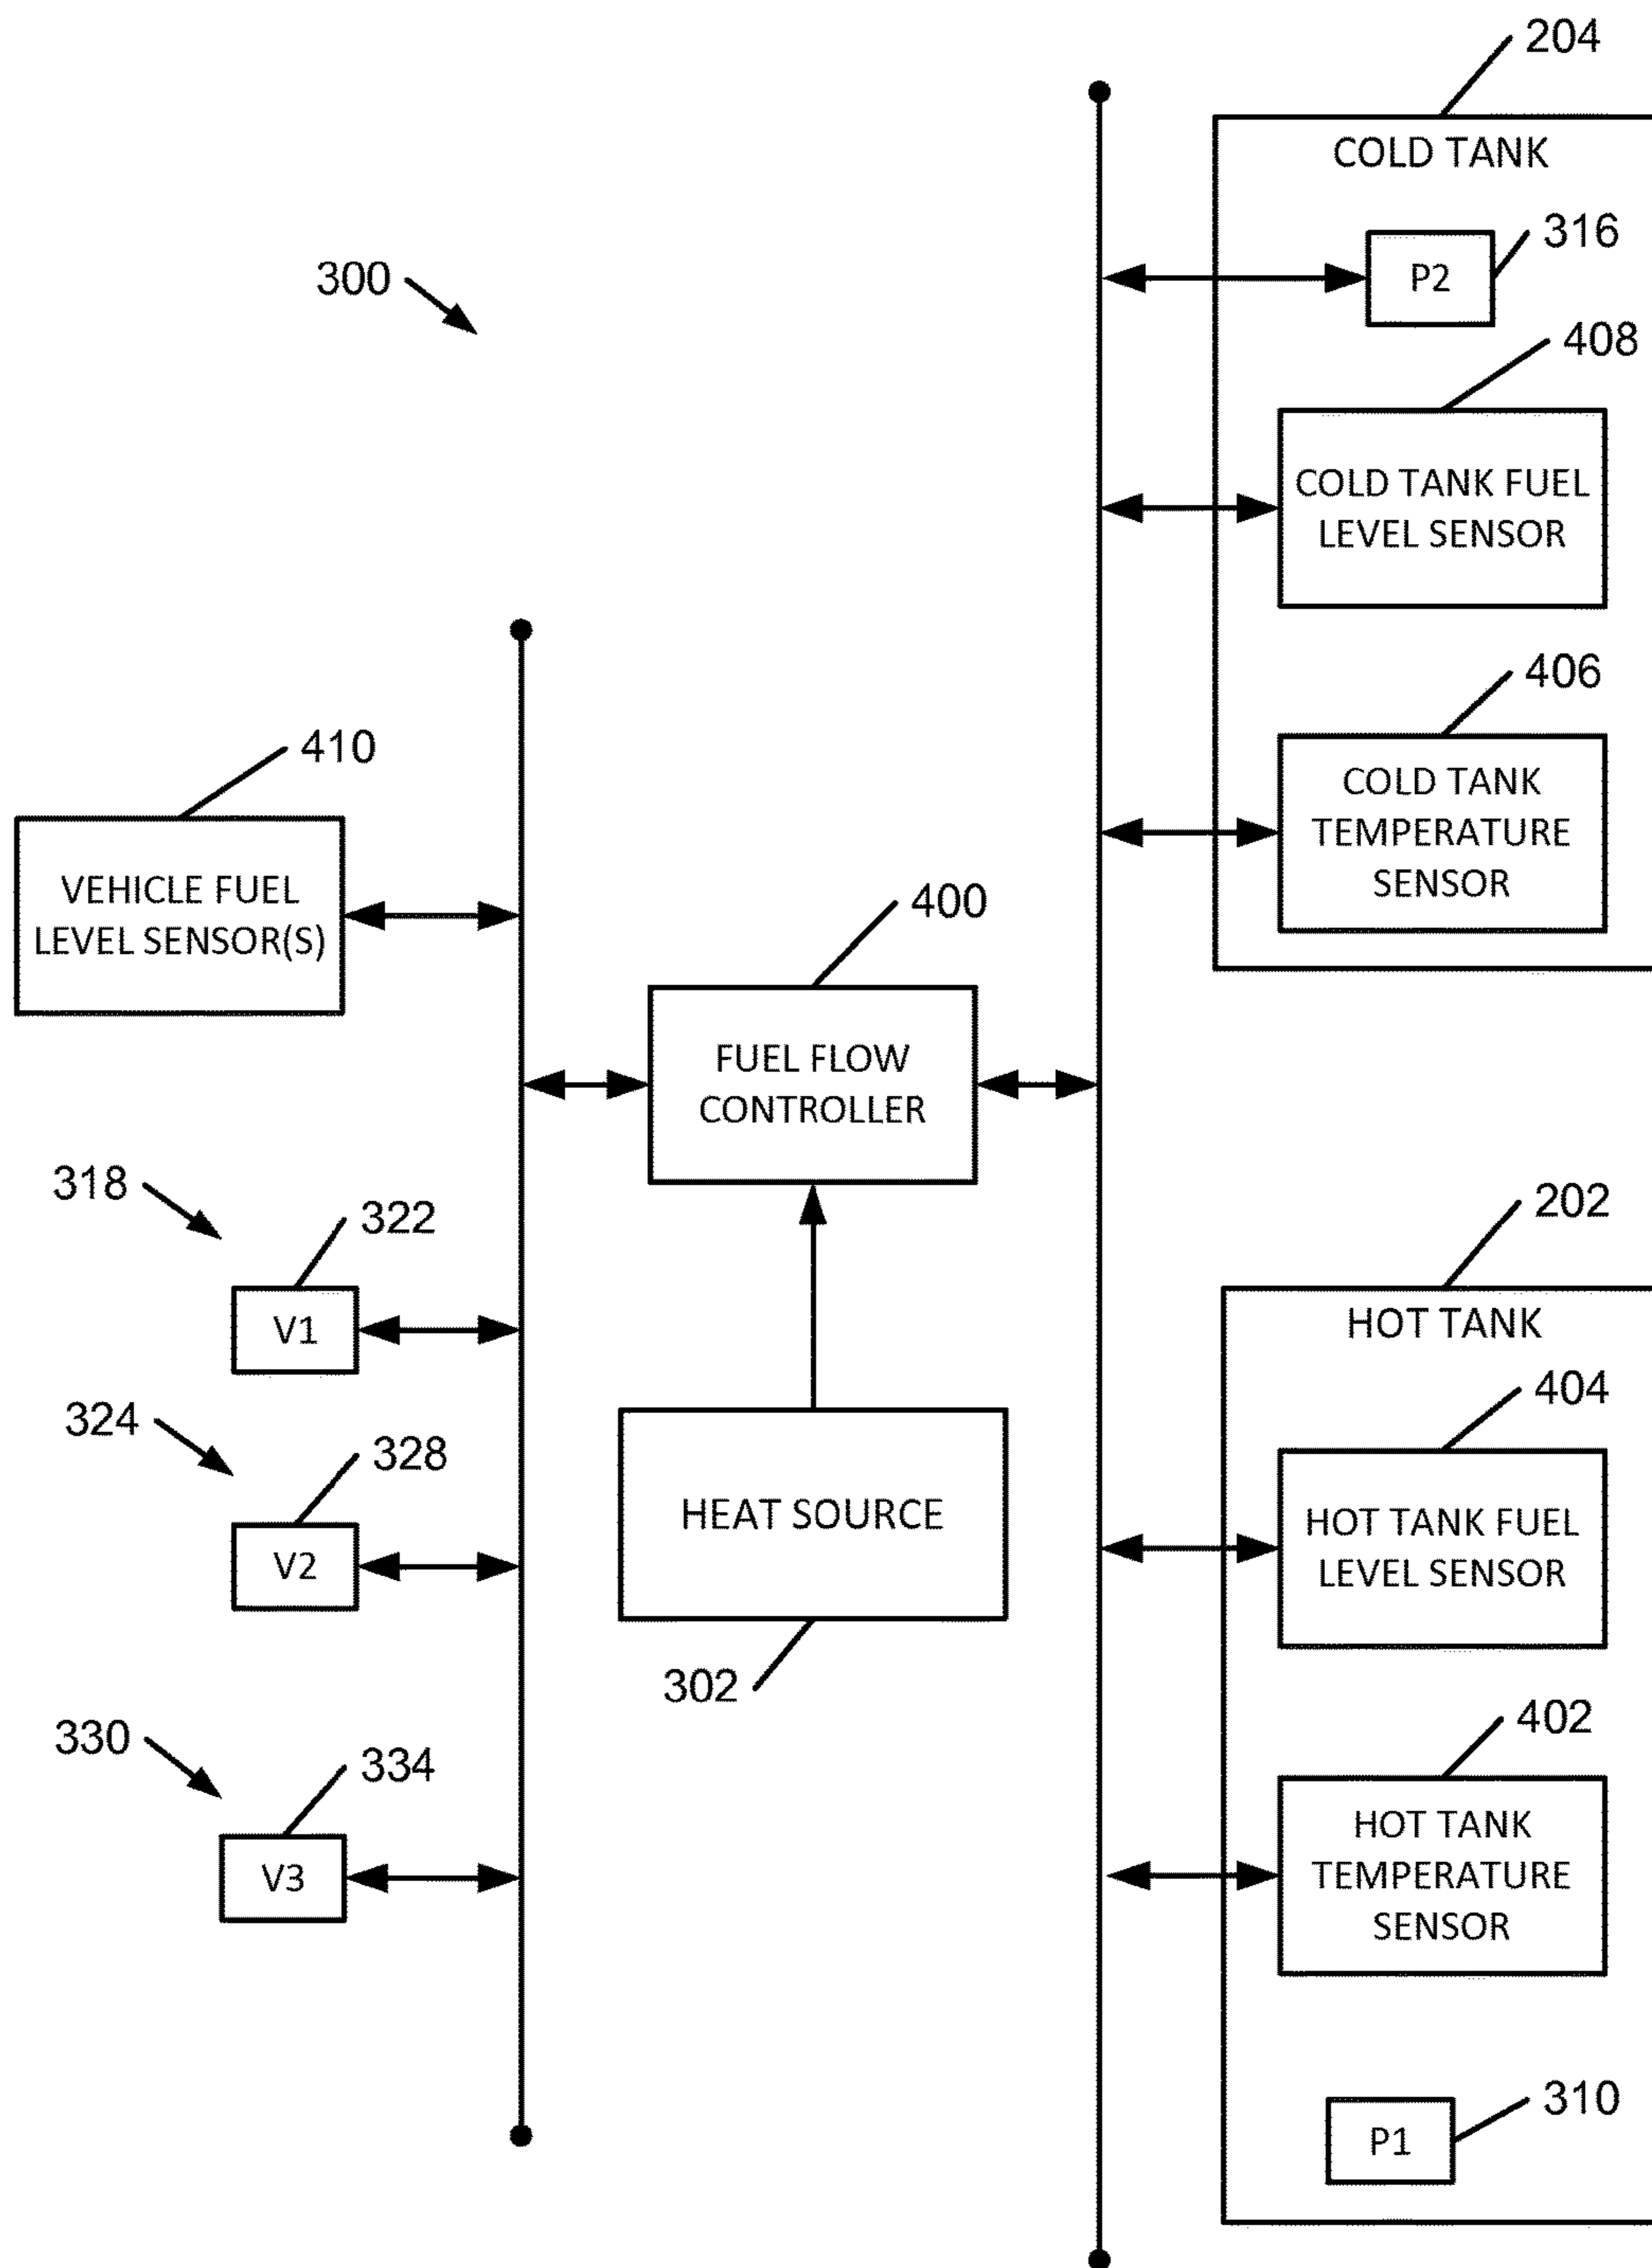 204
COLD TANK
316
P2
300
408
COLD TANK FUEL
LEVEL SENSOR
406
COLD TANK
TEMPERATURE
SENSOR
410
VEHICLE FUEL
LEVEL SENSOR(S)
400
FUEL FLOW
CONTROLLER
318
322
V1
202
HOT TANK
324
328
V2
404
HOT TANK FUEL
LEVEL SENSOR
HEAT SOURCE
302
330
334
V3
402
HOT TANK
TEMPERATURE
SENSOR
310
P1